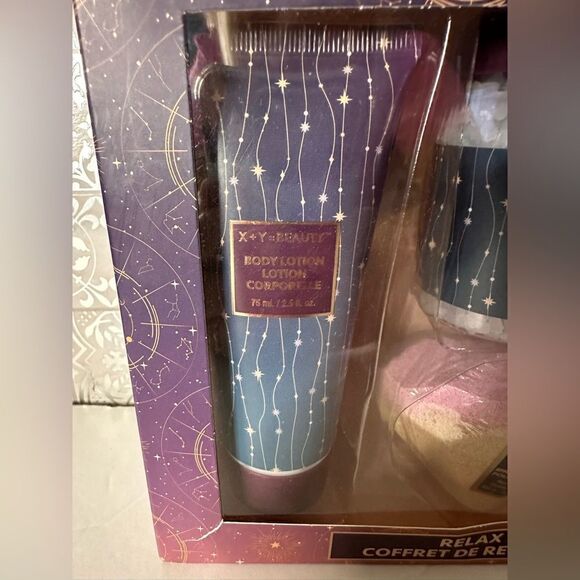 X+Y=BEAUTY
BODY LOTION
LOTION
CORPORELLE
75 ml. / 2.5 fl. oz.
RELAX
COFFRET DE RE